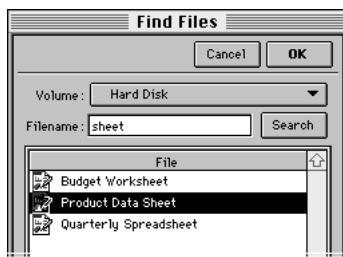 Find Files
Cancel OK
Volume: Hard Disk
Filename: sheet Search
File
Budget Worksheet
Product Data Sheet
Quarterly Spreadsheet